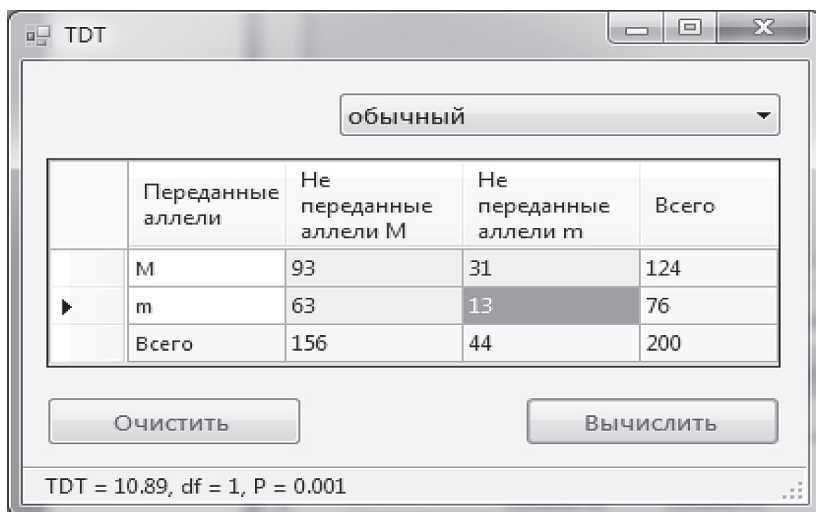 TDT
обычный
Переданные аллели	Не переданные аллели M	Не переданные аллели m	Всего
M	93	31	124
m	63	13	76
Всего	156	44	200
Очистить	Вычислить
TDT = 10.89, df = 1, P = 0.001